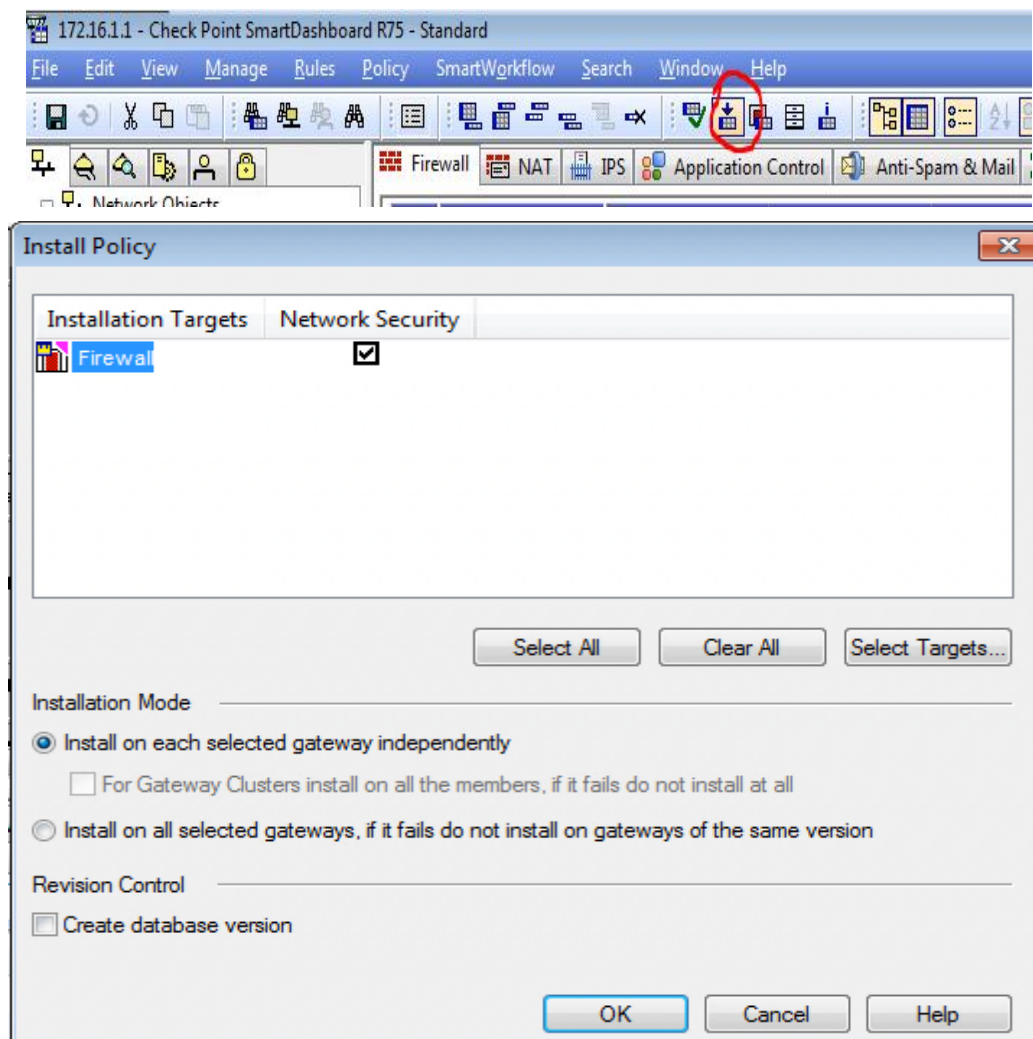 172.16.1.1 - Check Point SmartDashboard R75 - Standard
File Edit View Manage Rules Policy SmartWorkflow Search Window Help
Firewall NAT IPS Application Control Anti-Spam & Mail
Network Objects
Install Policy
Installation Targets Network Security
Firewall
Select All Clear All Select Targets...
Installation Mode
Install on each selected gateway independently
For Gateway Clusters install on all the members, if it fails do not install at all
Install on all selected gateways, if it fails do not install on gateways of the same version
Revision Control
Create database version
OK Cancel Help